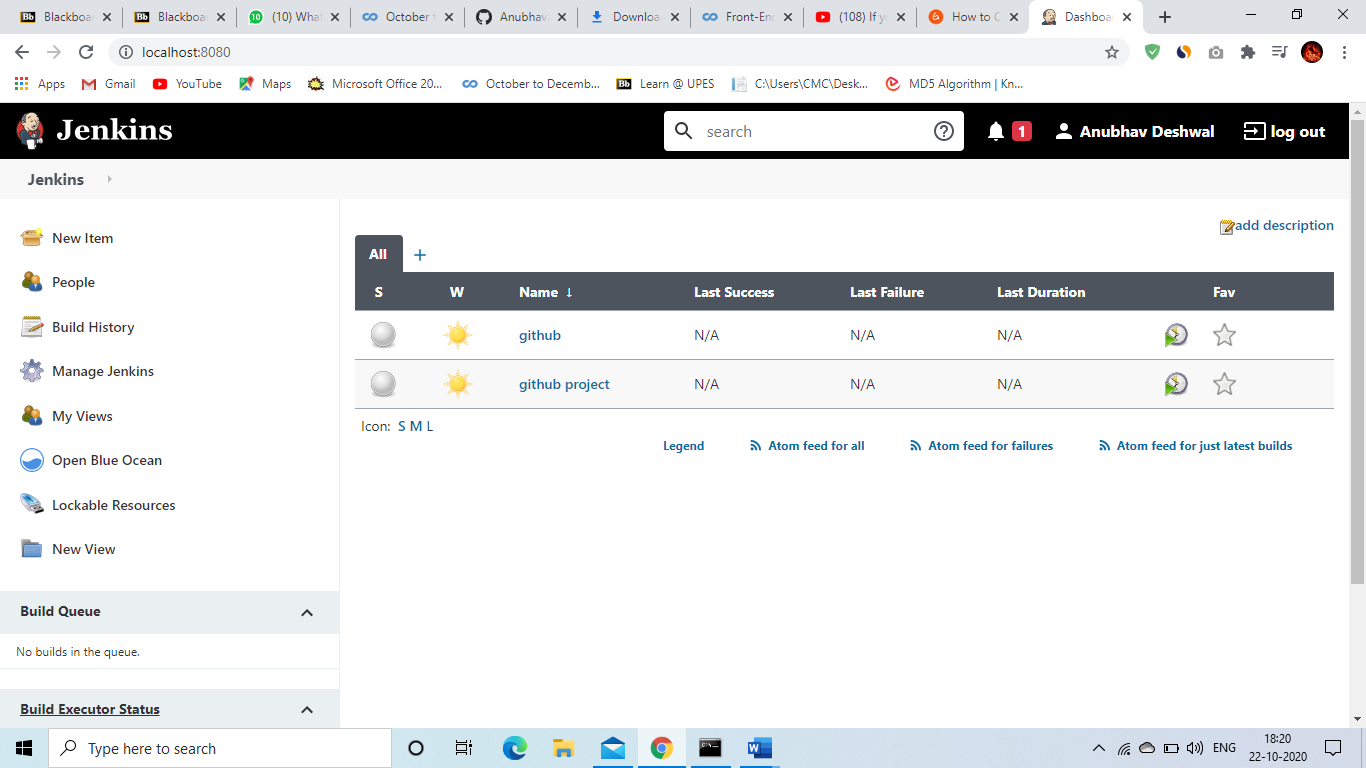 Blackboa
Blackboa
(10) What
October t
Anubhav
Downloa
Front-En
(108) If y
How to C
Dashboa
localhost:8080
Apps
Gmail
YouTube
Maps
Microsoft Office 20...
October to Decemb...
Learn @ UPES
C:\Users\CMC\Desk...
MD5 Algorithm | Kn...
Jenkins
search
1
Anubhav Deshwal
log out
Jenkins
New Item
People
Build History
Manage Jenkins
My Views
Open Blue Ocean
Lockable Resources
New View
Build Queue
No builds in the queue.
Build Executor Status
add description
All +
S W Name ↓ Last Success Last Failure Last Duration Fav
github N/A N/A N/A
github project N/A N/A N/A
Icon: S M L
Legend Atom feed for all Atom feed for failures Atom feed for just latest builds
Type here to search
ENG
18:20
22-10-2020